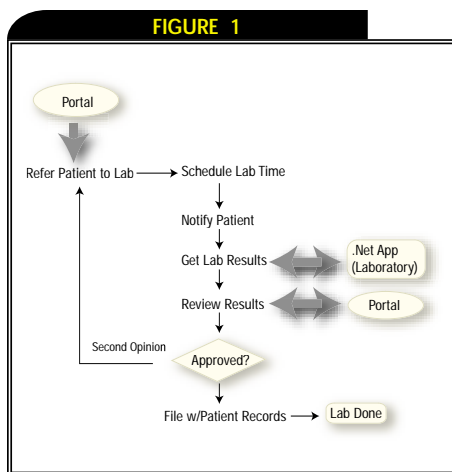 FIGURE 1
Portal
Refer Patient to Lab
Schedule Lab Time
Notify Patient
Get Lab Results
.Net App
(Laboratory)
Review Results
Portal
Second Opinion
Approved?
File w/Patient Records
Lab Done